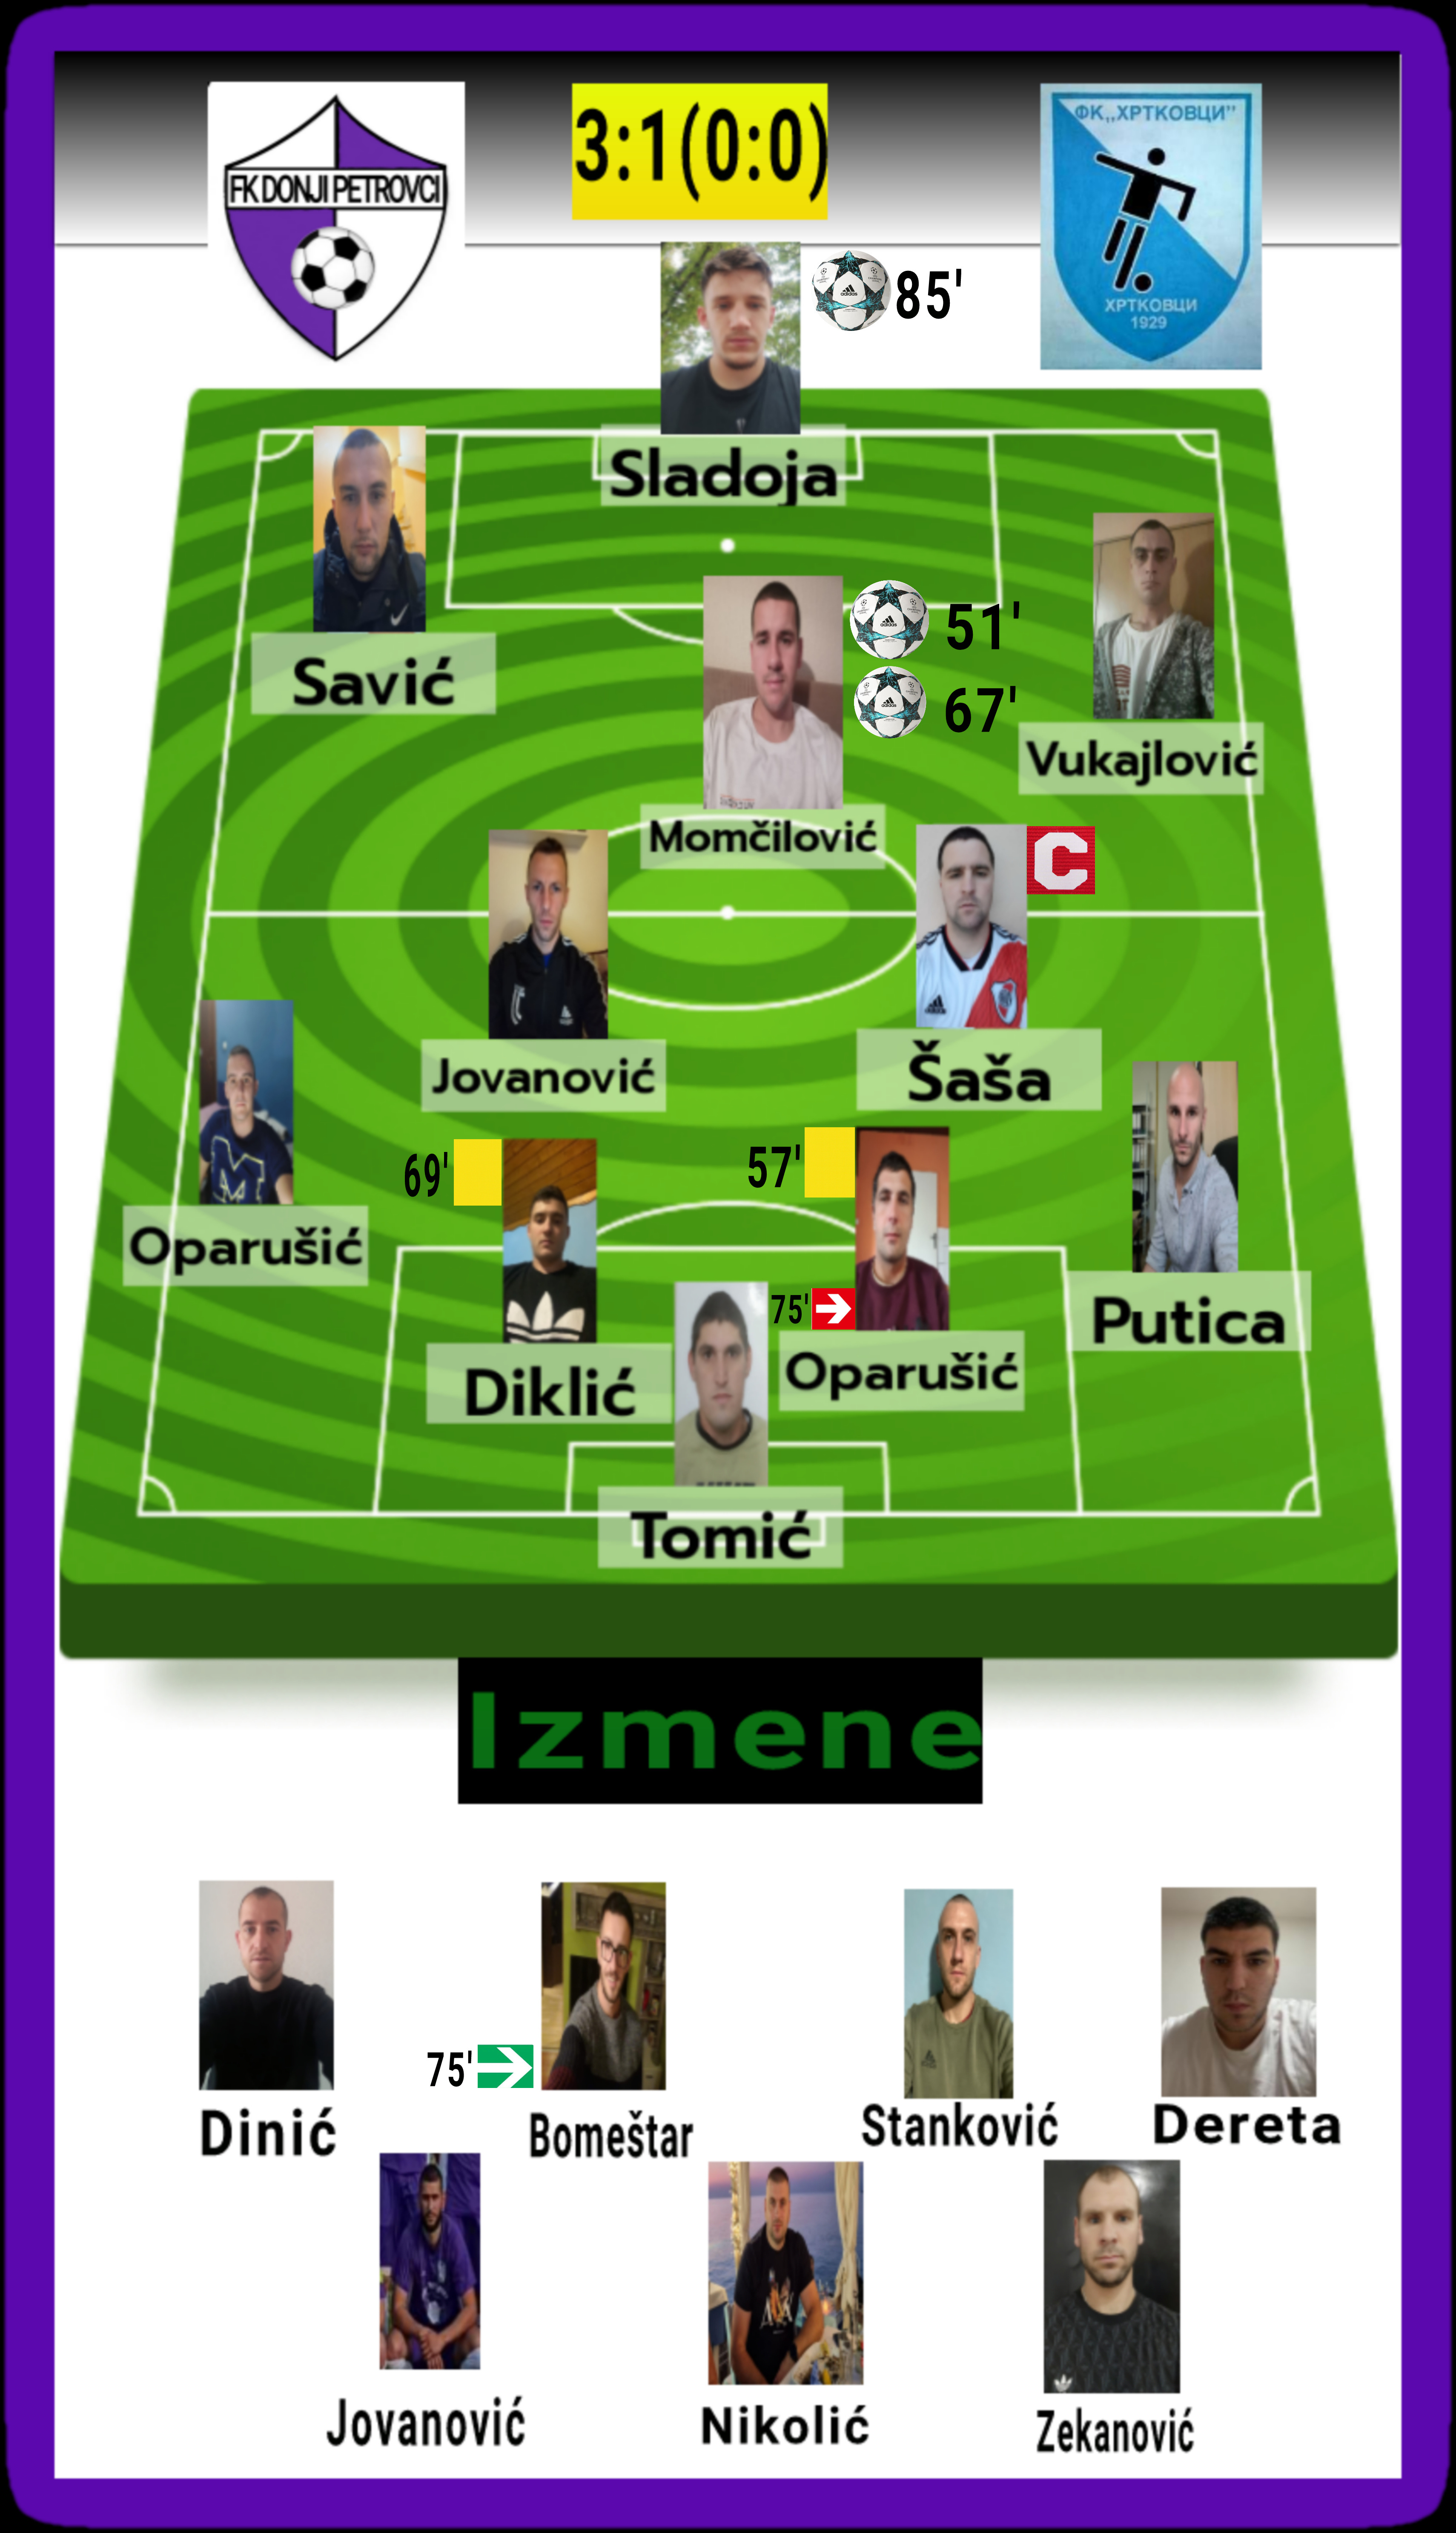 FK DONJI PETROVCI
3:1(0:0)
ФК,,ХРТКОВЦИ"
ХРТКОВЦИ
1929
85'
Sladoja
Savić
51'
67'
Vukajlović
Momčilović
C
Jovanović
Šaša
69'
57'
Oparušić
75'
Putica
Diklić
Oparušić
Tomić
Izmene
75'
Dinić
Bomeštar
Stanković
Dereta
Jovanović
Nikolić
Zekanović